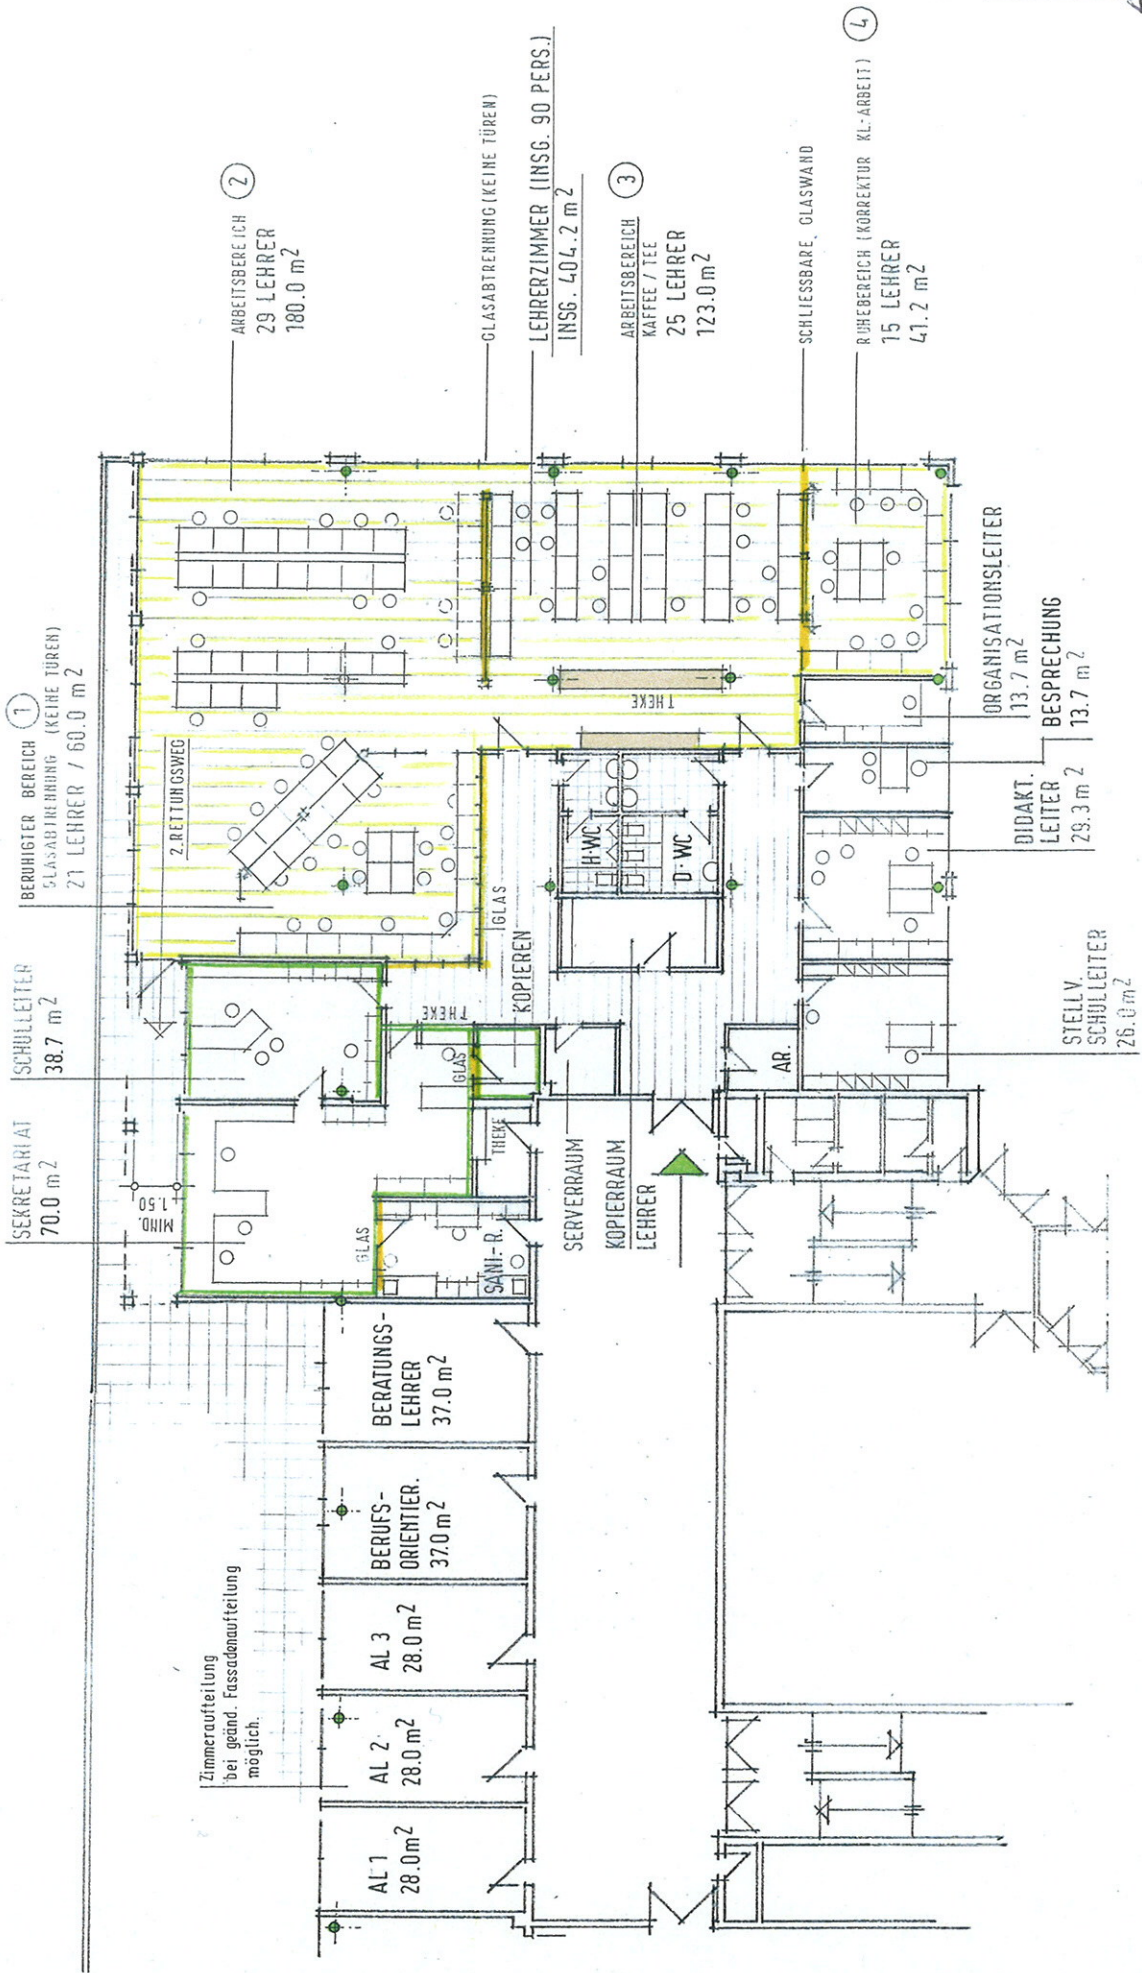 SEKRETARIAT
70.0 m²
SCHULLEITER
38.7 m²
BERUHIGTER BEREICH 1
GLASABTRENNUNG (KEINE TÜREN)
21 LEHRER / 60.0 m²
ARBEITSBEREICH 2
29 LEHRER
180.0 m²
GLASABTRENNUNG (KEINE TÜREN)
LEHRERZIMMER (INSG. 90 PERS.)
INSG. 404.2 m²
ARBEITSBEREICH 3
KAFFEE / TEE
25 LEHRER
123.0 m²
SCHLIESSBARE GLASWAND
RUHEBEREICH (KORREKTUR KL.-ARBEIT) 4
15 LEHRER
41.2 m²
MIND.
1.50
2.RETTUNGSWEG
GLAS
GLAS
GLAS
THEKE
THEKE
THEKE
KOPIEREN
H-WC
D-WC
SANI.-R.
AR.
SERVERRAUM
KOPIERRAUM
LEHRER
ORGANISATIONSLEITER
13.7 m²
BESPRECHUNG
13.7 m²
DIDAKT.
LEITER
29.3 m²
STELLV.
SCHULLEITER
26.0 m²
Zimmeraufteilung
bei geänd. Fassadenaufteilung
möglich.
AL 1
28.0 m²
AL 2
28.0 m²
AL 3
28.0 m²
BERUFS-
ORIENTIER.
37.0 m²
BERATUNGS-
LEHRER
37.0 m²